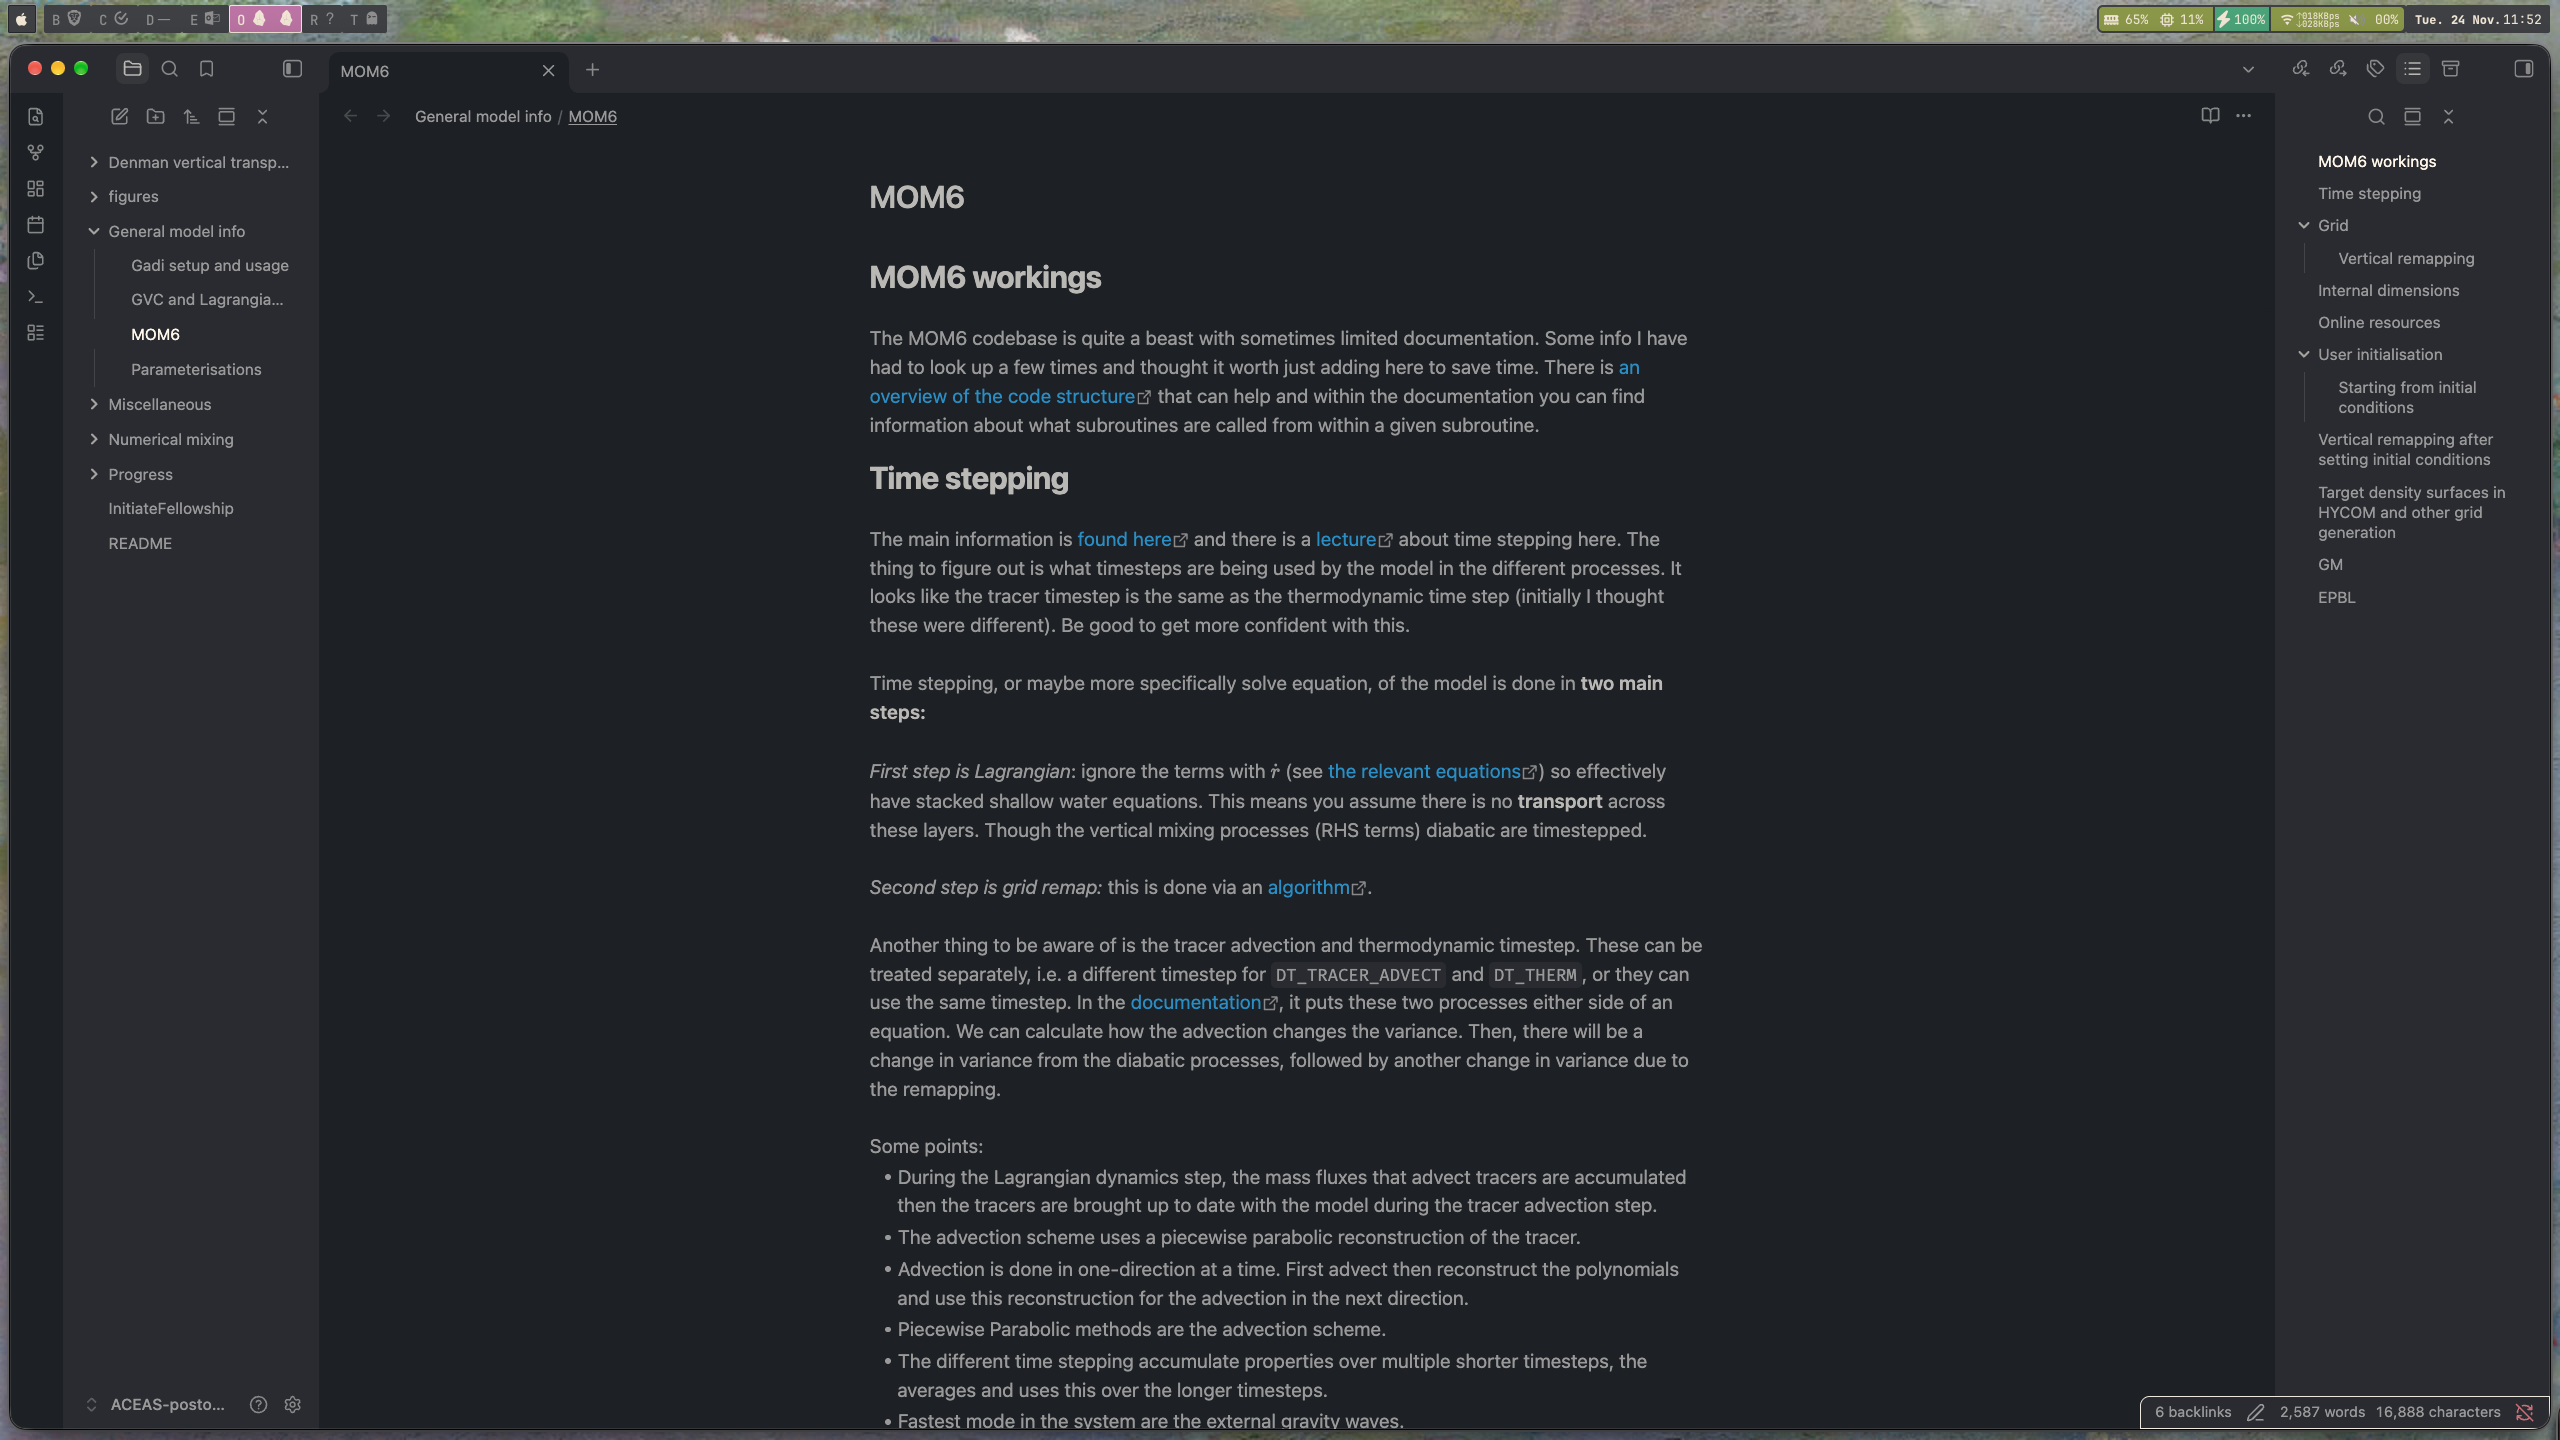 B C D E O R ? T
65% 11% 100% ↑018KBps ↓028KBps 00% Tue. 24 Nov. 11:52
MOM6
General model info / MOM6
Denman vertical transp...
figures
General model info
Gadi setup and usage
GVC and Lagrangia...
MOM6
Parameterisations
Miscellaneous
Numerical mixing
Progress
InitiateFellowship
README
ACEAS-posto...
MOM6
MOM6 workings
The MOM6 codebase is quite a beast with sometimes limited documentation. Some info I have
had to look up a few times and thought it worth just adding here to save time. There is an
overview of the code structure that can help and within the documentation you can find
information about what subroutines are called from within a given subroutine.
Time stepping
The main information is found here and there is a lecture about time stepping here. The
thing to figure out is what timesteps are being used by the model in the different processes. It
looks like the tracer timestep is the same as the thermodynamic time step (initially I thought
these were different). Be good to get more confident with this.
Time stepping, or maybe more specifically solve equation, of the model is done in two main
steps:
First step is Lagrangian: ignore the terms with ṙ (see the relevant equations) so effectively
have stacked shallow water equations. This means you assume there is no transport across
these layers. Though the vertical mixing processes (RHS terms) diabatic are timestepped.
Second step is grid remap: this is done via an algorithm.
Another thing to be aware of is the tracer advection and thermodynamic timestep. These can be
treated separately, i.e. a different timestep for DT_TRACER_ADVECT and DT_THERM, or they can
use the same timestep. In the documentation, it puts these two processes either side of an
equation. We can calculate how the advection changes the variance. Then, there will be a
change in variance from the diabatic processes, followed by another change in variance due to
the remapping.
Some points:
• During the Lagrangian dynamics step, the mass fluxes that advect tracers are accumulated
then the tracers are brought up to date with the model during the tracer advection step.
• The advection scheme uses a piecewise parabolic reconstruction of the tracer.
• Advection is done in one-direction at a time. First advect then reconstruct the polynomials
and use this reconstruction for the advection in the next direction.
• Piecewise Parabolic methods are the advection scheme.
• The different time stepping accumulate properties over multiple shorter timesteps, the
averages and uses this over the longer timesteps.
• Fastest mode in the system are the external gravity waves.
MOM6 workings
Time stepping
Grid
Vertical remapping
Internal dimensions
Online resources
User initialisation
Starting from initial
conditions
Vertical remapping after
setting initial conditions
Target density surfaces in
HYCOM and other grid
generation
GM
EPBL
6 backlinks 2,587 words 16,888 characters